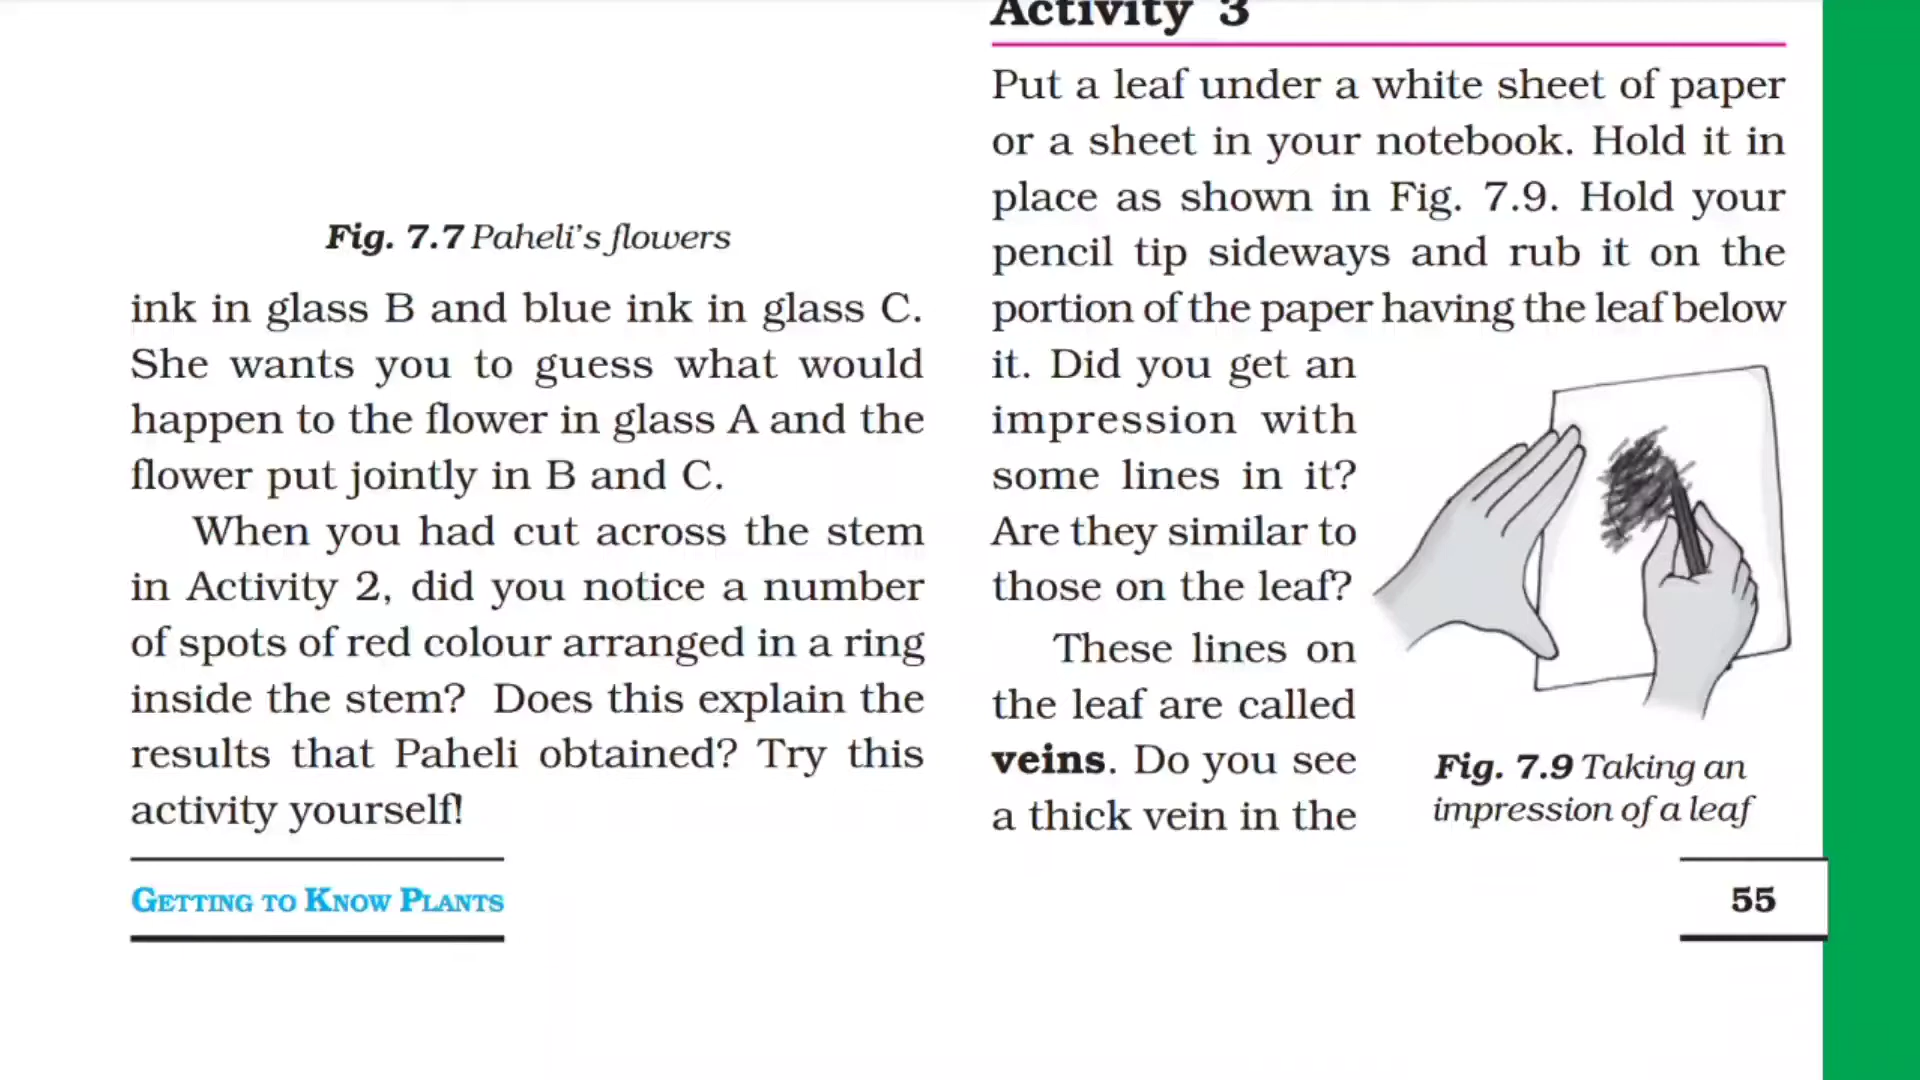 Fig. 7.7 Paheli's flowers
ink in glass B and blue ink in glass C.
She wants you to guess what would
happen to the flower in glass A and the
flower put jointly in B and C.
When you had cut across the stem
in Activity 2, did you notice a number
of spots of red colour arranged in a ring
inside the stem? Does this explain the
results that Paheli obtained? Try this
activity yourself!
Activity 3
Put a leaf under a white sheet of paper
or a sheet in your notebook. Hold it in
place as shown in Fig. 7.9. Hold your
pencil tip sideways and rub it on the
portion of the paper having the leaf below
it. Did you get an
impression with
some lines in it?
Are they similar to
those on the leaf?
These lines on
the leaf are called
veins. Do you see
a thick vein in the
Fig. 7.9 Taking an
impression of a leaf
GETTING TO KNOW PLANTS
55